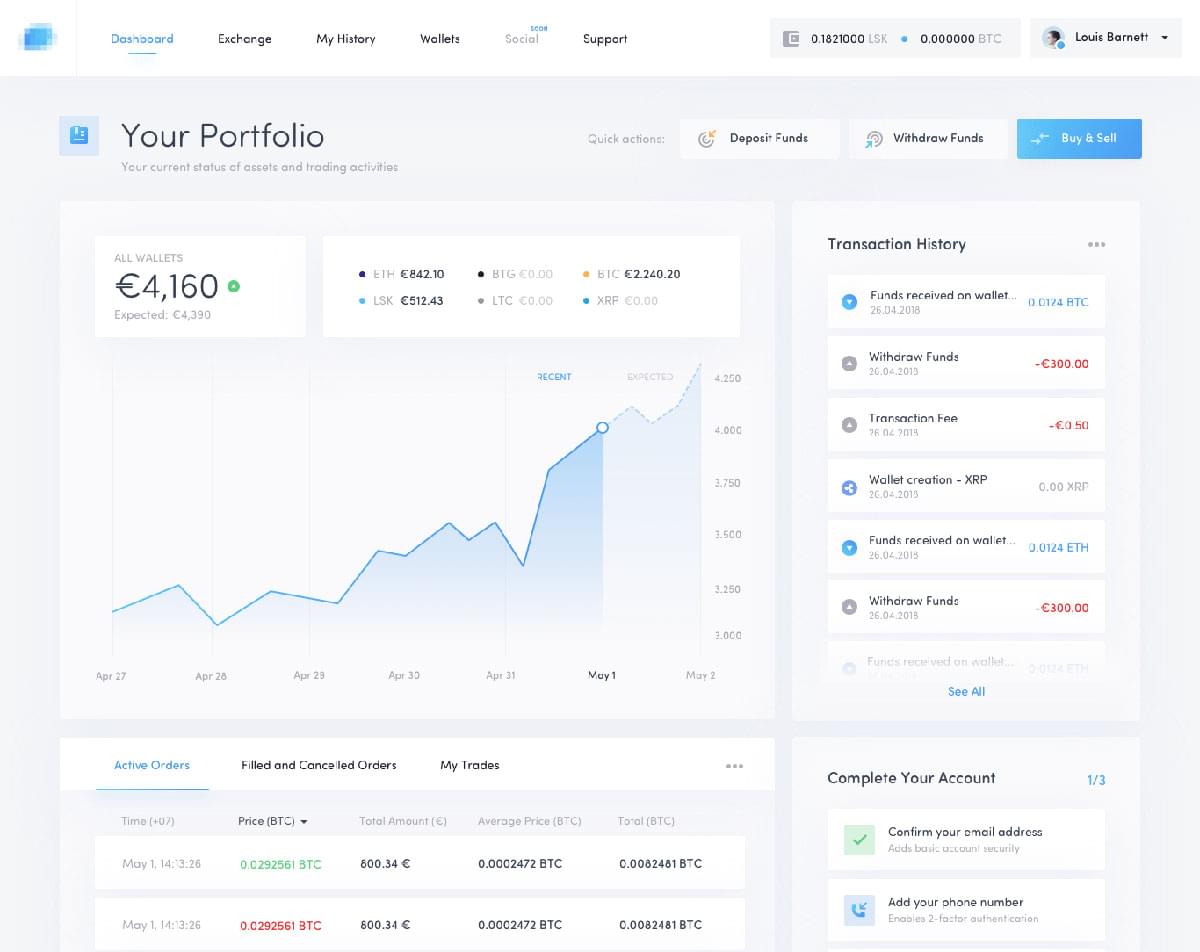 Dashboard Exchange My History Wallets Social SOON Support 0.1821000 LSK 0.000000 BTC Louis Barnett
Your Portfolio
Your current status of assets and trading activities
Quick actions: Deposit Funds Withdraw Funds Buy & Sell
ALL WALLETS
€4,160
Expected: €4,390
ETH €842.10 BTG €0.00 BTC €2.240.20
LSK €512.43 LTC €0.00 XRP €0.00
RECENT EXPECTED
4.250
4.000
3.750
3.500
3.250
3.000
Apr 27 Apr 28 Apr 29 Apr 30 Apr 31 May 1 May 2
Transaction History
Funds received on wallet... 0.0124 BTC
26.04.2018
Withdraw Funds -€300.00
26.04.2018
Transaction Fee -€0.50
26.04.2018
Wallet creation - XRP 0.00 XRP
26.04.2018
Funds received on wallet... 0.0124 ETH
26.04.2018
Withdraw Funds -€300.00
26.04.2018
Funds received on wallet... 0.0124 ETH
See All
Active Orders Filled and Cancelled Orders My Trades
Time (+07) Price (BTC) Total Amount (€) Average Price (BTC) Total (BTC)
May 1, 14:13:26 0.0292561 BTC 800.34 € 0.0002472 BTC 0.0082481 BTC
May 1, 14:13:26 0.0292561 BTC 800.34 € 0.0002472 BTC 0.0082481 BTC
Complete Your Account 1/3
Confirm your email address
Adds basic account security
Add your phone number
Enables 2-factor authentication